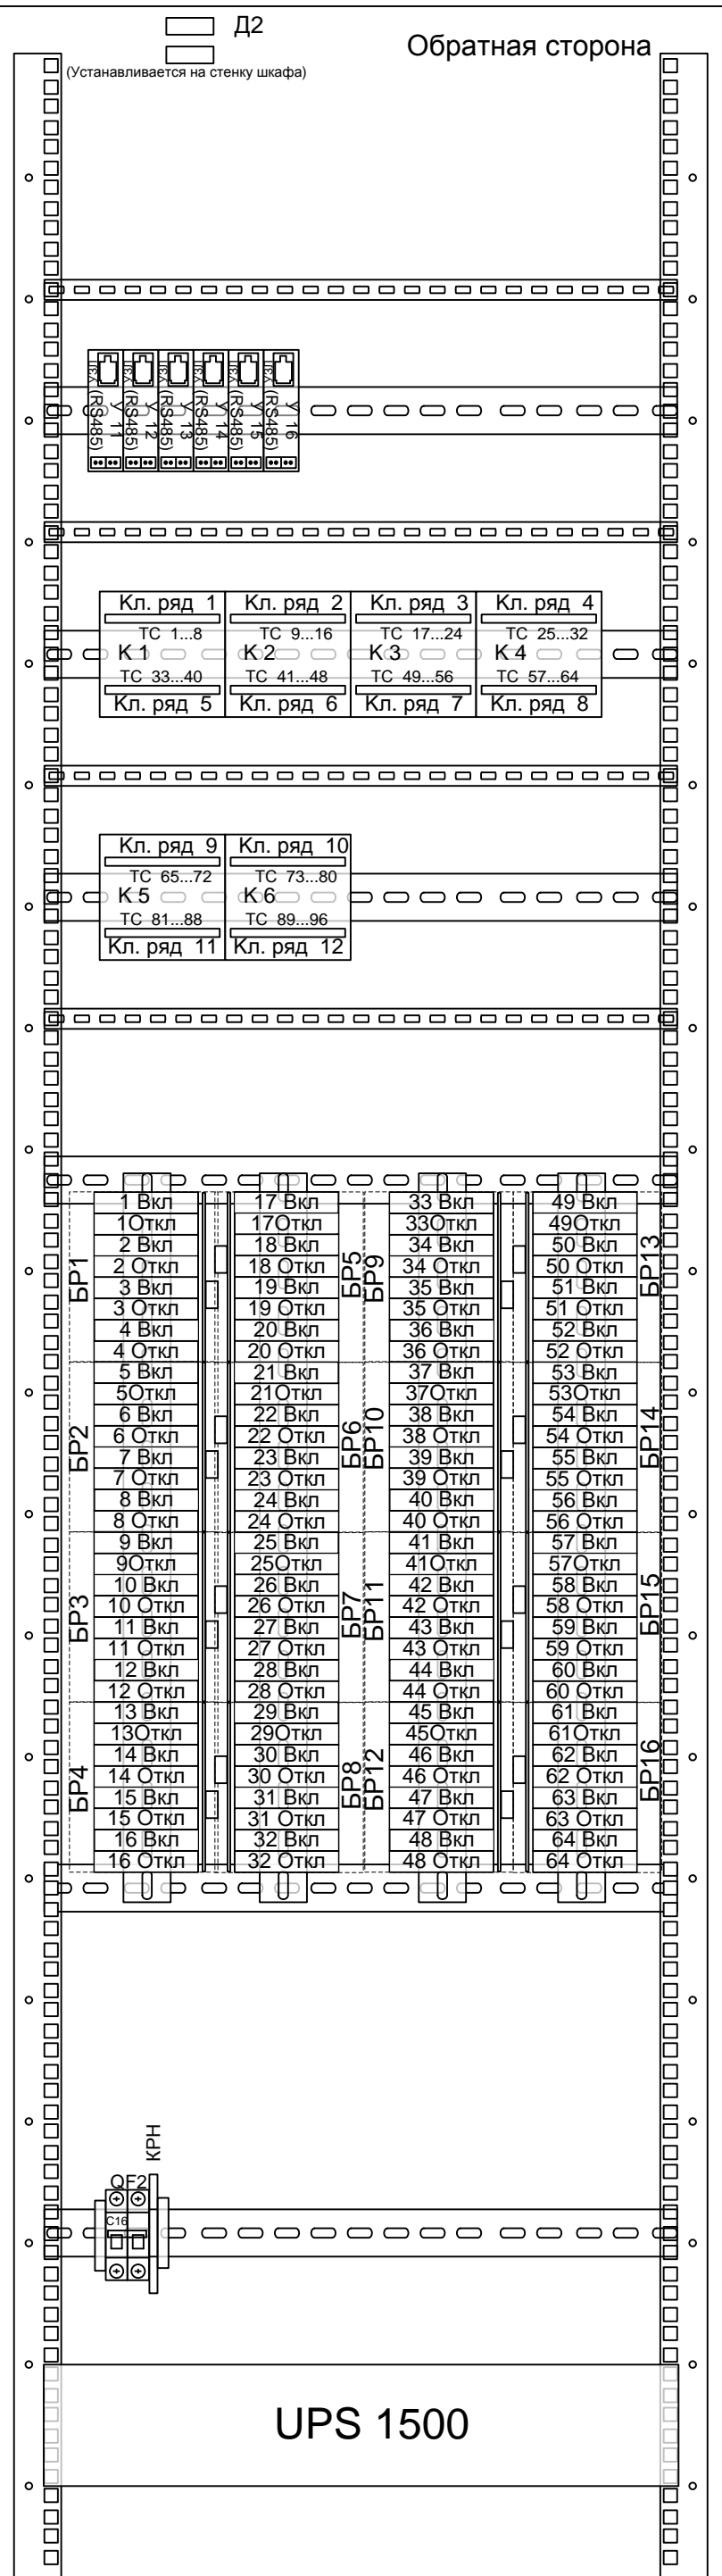 Д2
Обратная сторона
(Устанавливается на стенку шкафа)
УЗП (RS485) У 11
УЗП (RS485) У 12
УЗП (RS485) У 13
УЗП (RS485) У 14
УЗП (RS485) У 15
УЗП (RS485) У 16
Кл. ряд 1 Кл. ряд 2 Кл. ряд 3 Кл. ряд 4
ТС 1...8 ТС 9...16 ТС 17...24 ТС 25...32
К 1 К 2 К 3 К 4
ТС 33...40 ТС 41...48 ТС 49...56 ТС 57...64
Кл. ряд 5 Кл. ряд 6 Кл. ряд 7 Кл. ряд 8
Кл. ряд 9 Кл. ряд 10
ТС 65...72 ТС 73...80
К 5 К 6
ТС 81...88 ТС 89...96
Кл. ряд 11 Кл. ряд 12
БР1
1 Вкл
1Откл
2 Вкл
2 Откл
3 Вкл
3 Откл
4 Вкл
4 Откл
БР2
5 Вкл
5Откл
6 Вкл
6 Откл
7 Вкл
7 Откл
8 Вкл
8 Откл
БР3
9 Вкл
9Откл
10 Вкл
10 Откл
11 Вкл
11 Откл
12 Вкл
12 Откл
БР4
13 Вкл
13Откл
14 Вкл
14 Откл
15 Вкл
15 Откл
16 Вкл
16 Откл
17 Вкл
17Откл
18 Вкл
18 Откл
19 Вкл
19 Откл
20 Вкл
20 Откл
БР5
21 Вкл
21Откл
22 Вкл
22 Откл
23 Вкл
23 Откл
24 Вкл
24 Откл
БР6
25 Вкл
25Откл
26 Вкл
26 Откл
27 Вкл
27 Откл
28 Вкл
28 Откл
БР7
29 Вкл
29Откл
30 Вкл
30 Откл
31 Вкл
31 Откл
32 Вкл
32 Откл
БР8
БР9
33 Вкл
33Откл
34 Вкл
34 Откл
35 Вкл
35 Откл
36 Вкл
36 Откл
БР10
37 Вкл
37Откл
38 Вкл
38 Откл
39 Вкл
39 Откл
40 Вкл
40 Откл
БР11
41 Вкл
41Откл
42 Вкл
42 Откл
43 Вкл
43 Откл
44 Вкл
44 Откл
БР12
45 Вкл
45Откл
46 Вкл
46 Откл
47 Вкл
47 Откл
48 Вкл
48 Откл
49 Вкл
49Откл
50 Вкл
50 Откл
51 Вкл
51 Откл
52 Вкл
52 Откл
БР13
53 Вкл
53Откл
54 Вкл
54 Откл
55 Вкл
55 Откл
56 Вкл
56 Откл
БР14
57 Вкл
57Откл
58 Вкл
58 Откл
59 Вкл
59 Откл
60 Вкл
60 Откл
БР15
61 Вкл
61Откл
62 Вкл
62 Откл
63 Вкл
63 Откл
64 Вкл
64 Откл
БР16
КРН
QF2
C16
UPS 1500